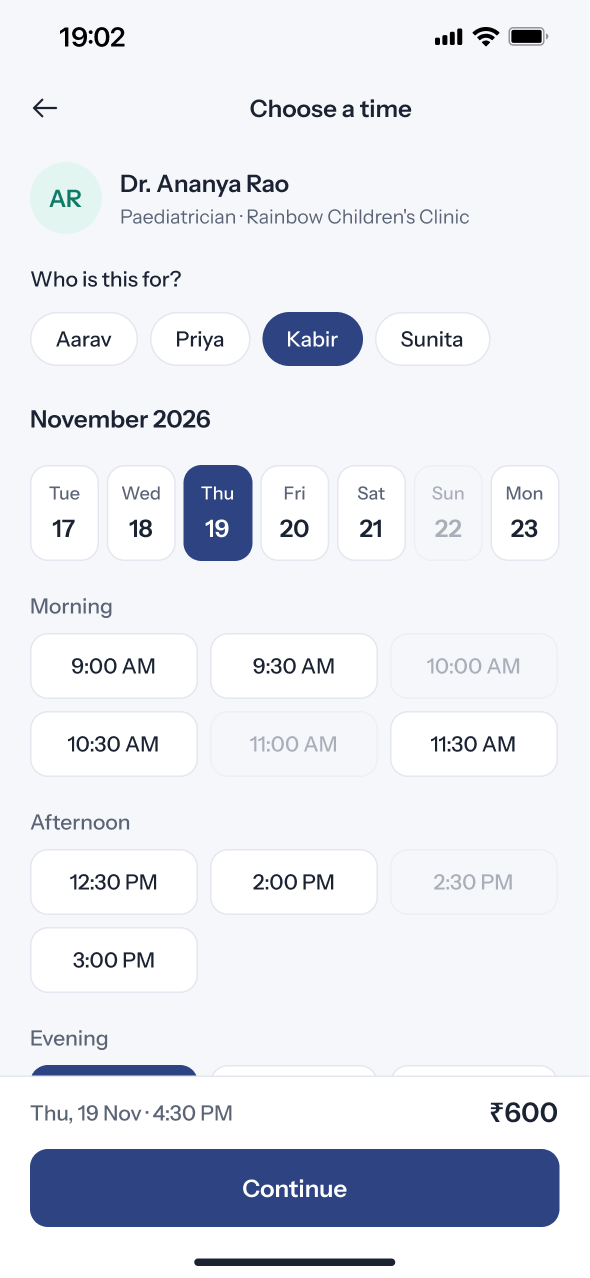 19:02
Choose a time
AR
Dr. Ananya Rao
Paediatrician · Rainbow Children's Clinic
Who is this for?
Aarav Priya Kabir Sunita
November 2026
Tue Wed Thu Fri Sat Sun Mon
17 18 19 20 21 22 23
Morning
9:00 AM 9:30 AM 10:00 AM
10:30 AM 11:00 AM 11:30 AM
Afternoon
12:30 PM 2:00 PM 2:30 PM
3:00 PM
Evening
Thu, 19 Nov · 4:30 PM ₹600
Continue